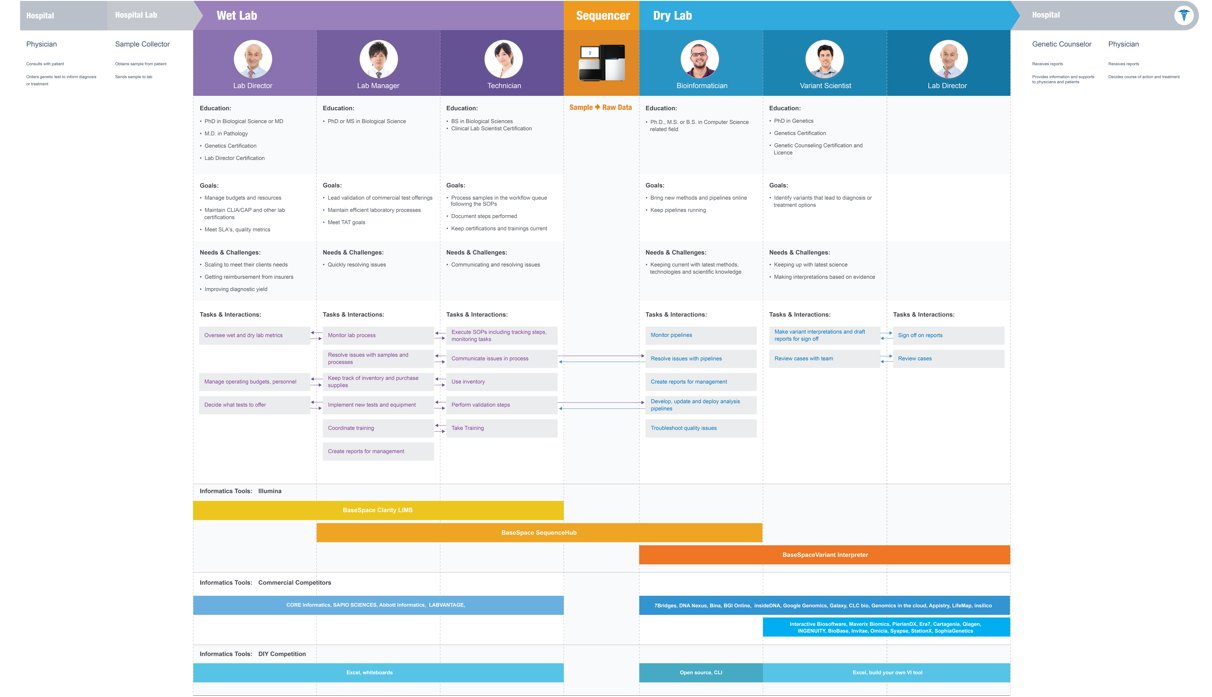 Hospital
Hospital Lab
Wet Lab
Sequencer
Dry Lab
Hospital
Physician
Consults with patient
Orders genetic test to inform diagnosis
or treatment
Sample Collector
Obtains sample from patient
Sends sample to lab
Lab Director
Lab Manager
Technician
Bioinformatician
Variant Scientist
Lab Director
Genetic Counselor
Receives reports
Provides information and supports
to physicians and patients
Physician
Receives reports
Decides course of action and treatment
Sample + Raw Data
Education:
• PhD in Biological Science or MD
• M.D. in Pathology
• Genetics Certification
• Lab Director Certification
Education:
• PhD or MS in Biological Science
Education:
• BS in Biological Sciences
• Clinical Lab Scientist Certification
Education:
• Ph.D., M.S. or B.S. in Computer Science
related field
Education:
• PhD in Genetics
• Genetics Certification
• Genetic Counseling Certification and
Licence
Goals:
• Manage budgets and resources
• Maintain CLIA/CAP and other lab
certifications
• Meet SLA's, quality metrics
Goals:
• Lead validation of commercial test offerings
• Maintain efficient laboratory processes
• Meet TAT goals
Goals:
• Process samples in the workflow queue
following the SOPs
• Document steps performed
• Keep certifications and trainings current
Goals:
• Bring new methods and pipelines online
• Keep pipelines running
Goals:
• Identify variants that lead to diagnosis or
treatment options
Needs & Challenges:
• Scaling to meet their clients needs
• Getting reimbursement from insurers
• Improving diagnostic yield
Needs & Challenges:
• Quickly resolving issues
Needs & Challenges:
• Communicating and resolving issues
Needs & Challenges:
• Keeping current with latest methods,
technologies and scientific knowledge
Needs & Challenges:
• Keeping up with latest science
• Making interpretations based on evidence
Tasks & Interactions:
Oversee wet and dry lab metrics
Manage operating budgets, personnel
Decide what tests to offer
Tasks & Interactions:
Monitor lab process
Resolve issues with samples and
processes
Keep track of inventory and purchase
supplies
Implement new tests and equipment
Coordinate training
Create reports for management
Tasks & Interactions:
Execute SOPs including tracking steps,
monitoring tasks
Communicate issues in process
Use inventory
Perform validation steps
Take Training
Tasks & Interactions:
Monitor pipelines
Resolve issues with pipelines
Create reports for management
Develop, update and deploy analysis
pipelines
Troubleshoot quality issues
Tasks & Interactions:
Make variant interpretations and draft
reports for sign off
Review cases with team
Tasks & Interactions:
Sign off on reports
Review cases
Informatics Tools: Illumina
BaseSpace Clarity LIMS
BaseSpace SequenceHub
BaseSpaceVariant Interpreter
Informatics Tools: Commercial Competitors
CORE Informatics, SAPIO SCIENCES, Abbott informatics, LABVANTAGE,
7Bridges, DNA Nexus, Bina, BGI Online, insideDNA, Google Genomics, Galaxy, CLC bio, Genomics in the cloud, Appistry, LifeMap, insilico
Interactive Biosoftware, Maverix Biomics, PierianDX, Era7, Cartagenia, Qiagen,
INGENUITY, BioBase, Invitae, Omicia, Syapse, StationX, SophiaGenetics
Informatics Tools: DIY Competition
Excel, whiteboards
Open source, CLI
Excel, build your own VI tool